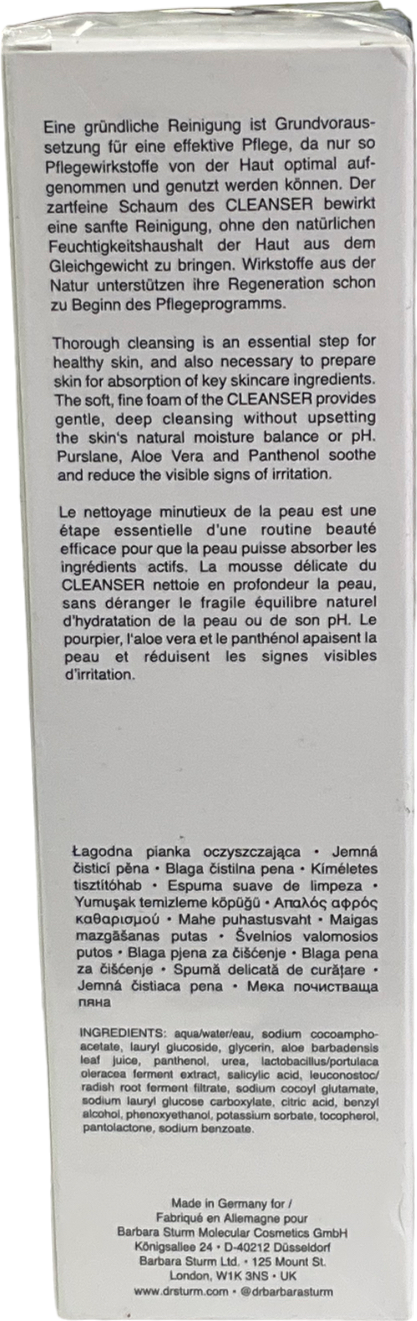 Eine gründliche Reinigung ist Grundvoraus-
setzung für eine effektive Pflege, da nur so
Pflegewirkstoffe von der Haut optimal auf-
genommen und genutzt werden können. Der
zartfeine Schaum des CLEANSER bewirkt
eine sanfte Reinigung, ohne den natürlichen
Feuchtigkeitshaushalt der Haut aus dem
Gleichgewicht zu bringen. Wirkstoffe aus der
Natur unterstützen ihre Regeneration schon
zu Beginn des Pflegeprogramms.
Thorough cleansing is an essential step for
healthy skin, and also necessary to prepare
skin for absorption of key skincare ingredients.
The soft, fine foam of the CLEANSER provides
gentle, deep cleansing without upsetting
the skin's natural moisture balance or pH.
Purslane, Aloe Vera and Panthenol soothe
and reduce the visible signs of irritation.
Le nettoyage minutieux de la peau est une
étape essentielle d'une routine beauté
efficace pour que la peau puisse absorber les
ingrédients actifs. La mousse délicate du
CLEANSER nettoie en profondeur la peau,
sans déranger le fragile équilibre naturel
d'hydratation de la peau ou de son pH. Le
pourpier, l'aloe vera et le panthénol apaisent la
peau et réduisent les signes visibles
d'irritation.
Łagodna pianka oczyszczająca • Jemná
čisticí pěna • Blaga čistilna pena • Kíméletes
tisztítóhab • Espuma suave de limpeza •
Yumuşak temizleme köpüğü • Απαλός αφρός
καθαρισμού • Mahe puhastusvaht • Maigas
mazgāšanas putas • Švelnios valomosios
putos • Blaga pjena za čišćenje • Blaga pena
za čišćenje • Spumă delicată de curățare •
Jemná čistiaca pena • Мека почистваща
пяна
INGREDIENTS: aqua/water/eau, sodium cocoampho-
acetate, lauryl glucoside, glycerin, aloe barbadensis
leaf juice, panthenol, urea, lactobacillus/portulaca
oleracea ferment extract, salicylic acid, leuconostoc/
radish root ferment filtrate, sodium cocoyl glutamate,
sodium lauryl glucose carboxylate, citric acid, benzyl
alcohol, phenoxyethanol, potassium sorbate, tocopherol,
pantolactone, sodium benzoate.
Made in Germany for /
Fabriqué en Allemagne pour
Barbara Sturm Molecular Cosmetics GmbH
Königsallee 24 • D-40212 Düsseldorf
Barbara Sturm Ltd. • 125 Mount St.
London, W1K 3NS • UK
www.drsturm.com • @drbarbarasturm